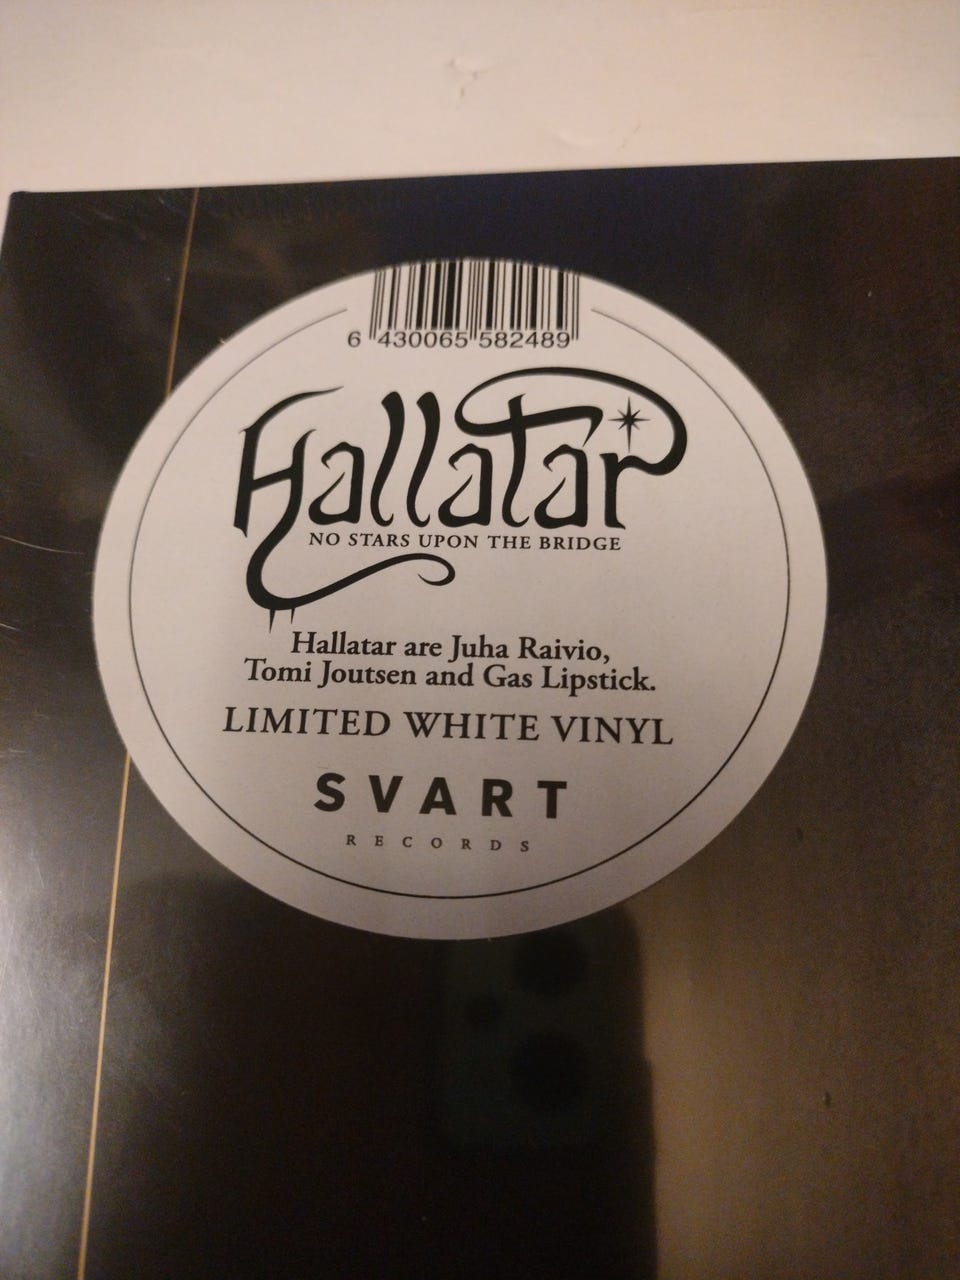 6 430065 582489
Hallatar
NO STARS UPON THE BRIDGE
Hallatar are Juha Raivio,
Tomi Joutsen and Gas Lipstick.
LIMITED WHITE VINYL
SVART
RECORDS